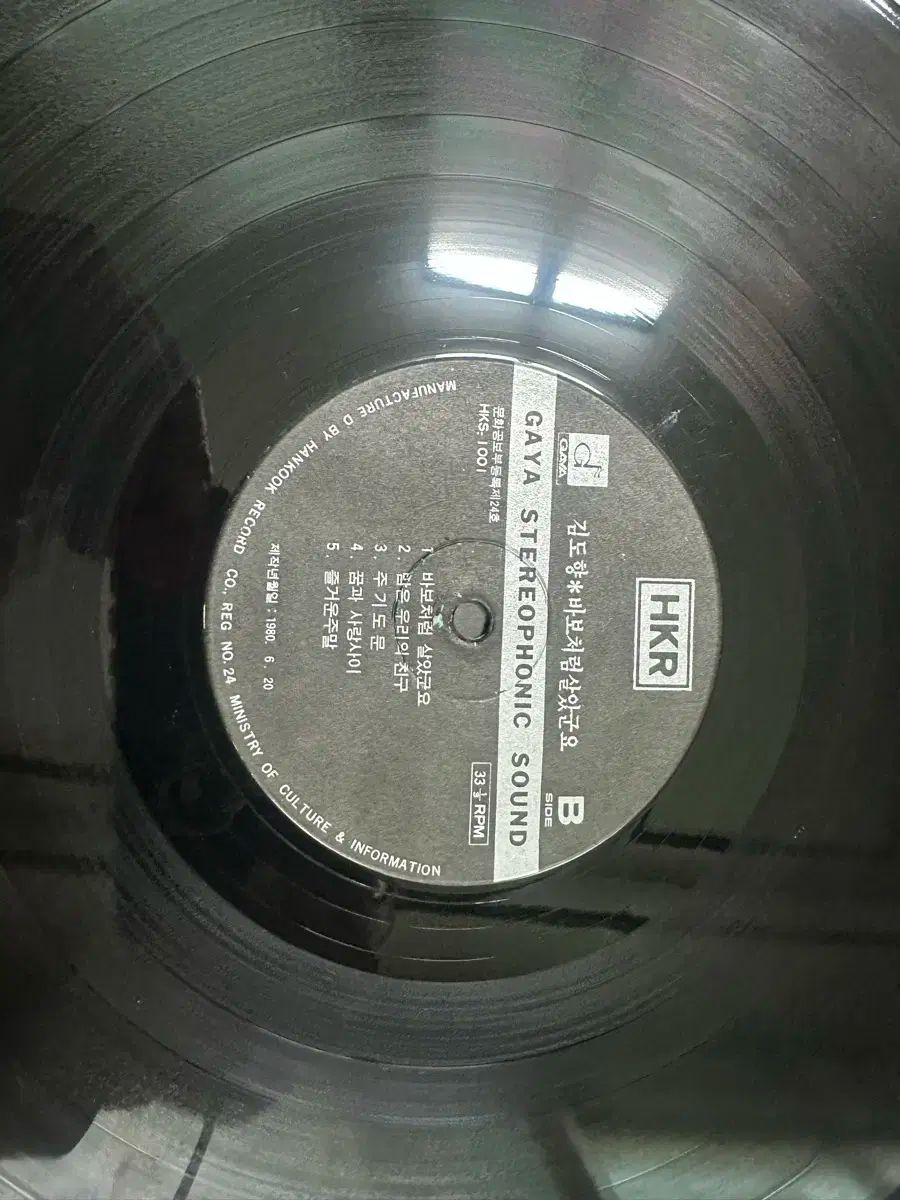 HKR
김도향*바보처럼살았군요
GAYA
SIDE
B
GAYA STEREOPHONIC SOUND
문화공보부등록제24호
HKS-1001
33 ⅓ RPM
1. 바보처럼 살았군요
2. 밤은 우리의 친구
3. 주기도문
4. 꿈과 사랑사이
5. 즐거운주말
제작년월일 : 1980. 6. 20
MANUFACTURE D BY HANKOOK RECORD CO., REG NO.24 MINISTRY OF CULTURE & INFORMATION